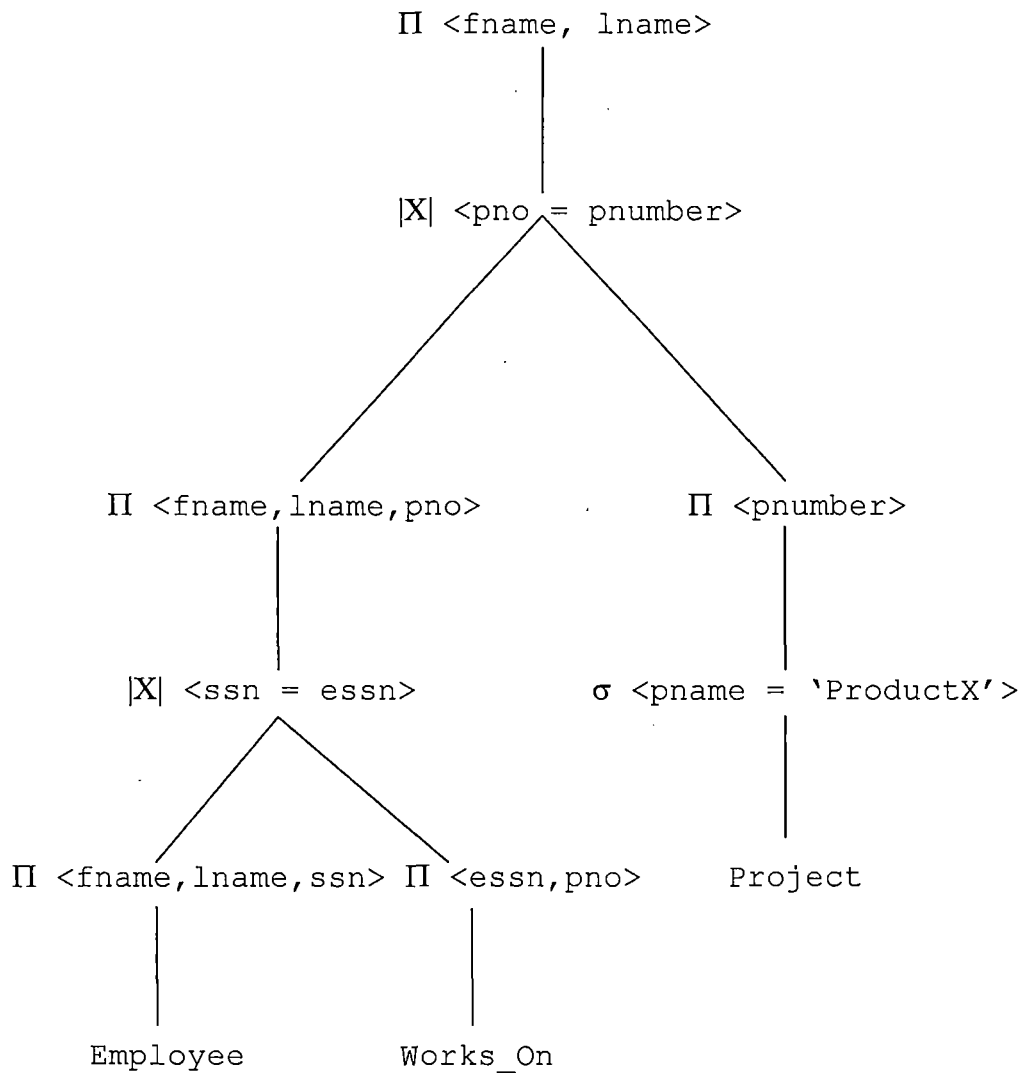 Π <fname, lname>
|X| <pno = pnumber>
Π <fname,lname,pno>
Π <pnumber>
|X| <ssn = essn>
σ <pname = ‘ProductX’>
Π <fname,lname,ssn>
Π <essn,pno>
Project
Employee
Works_On